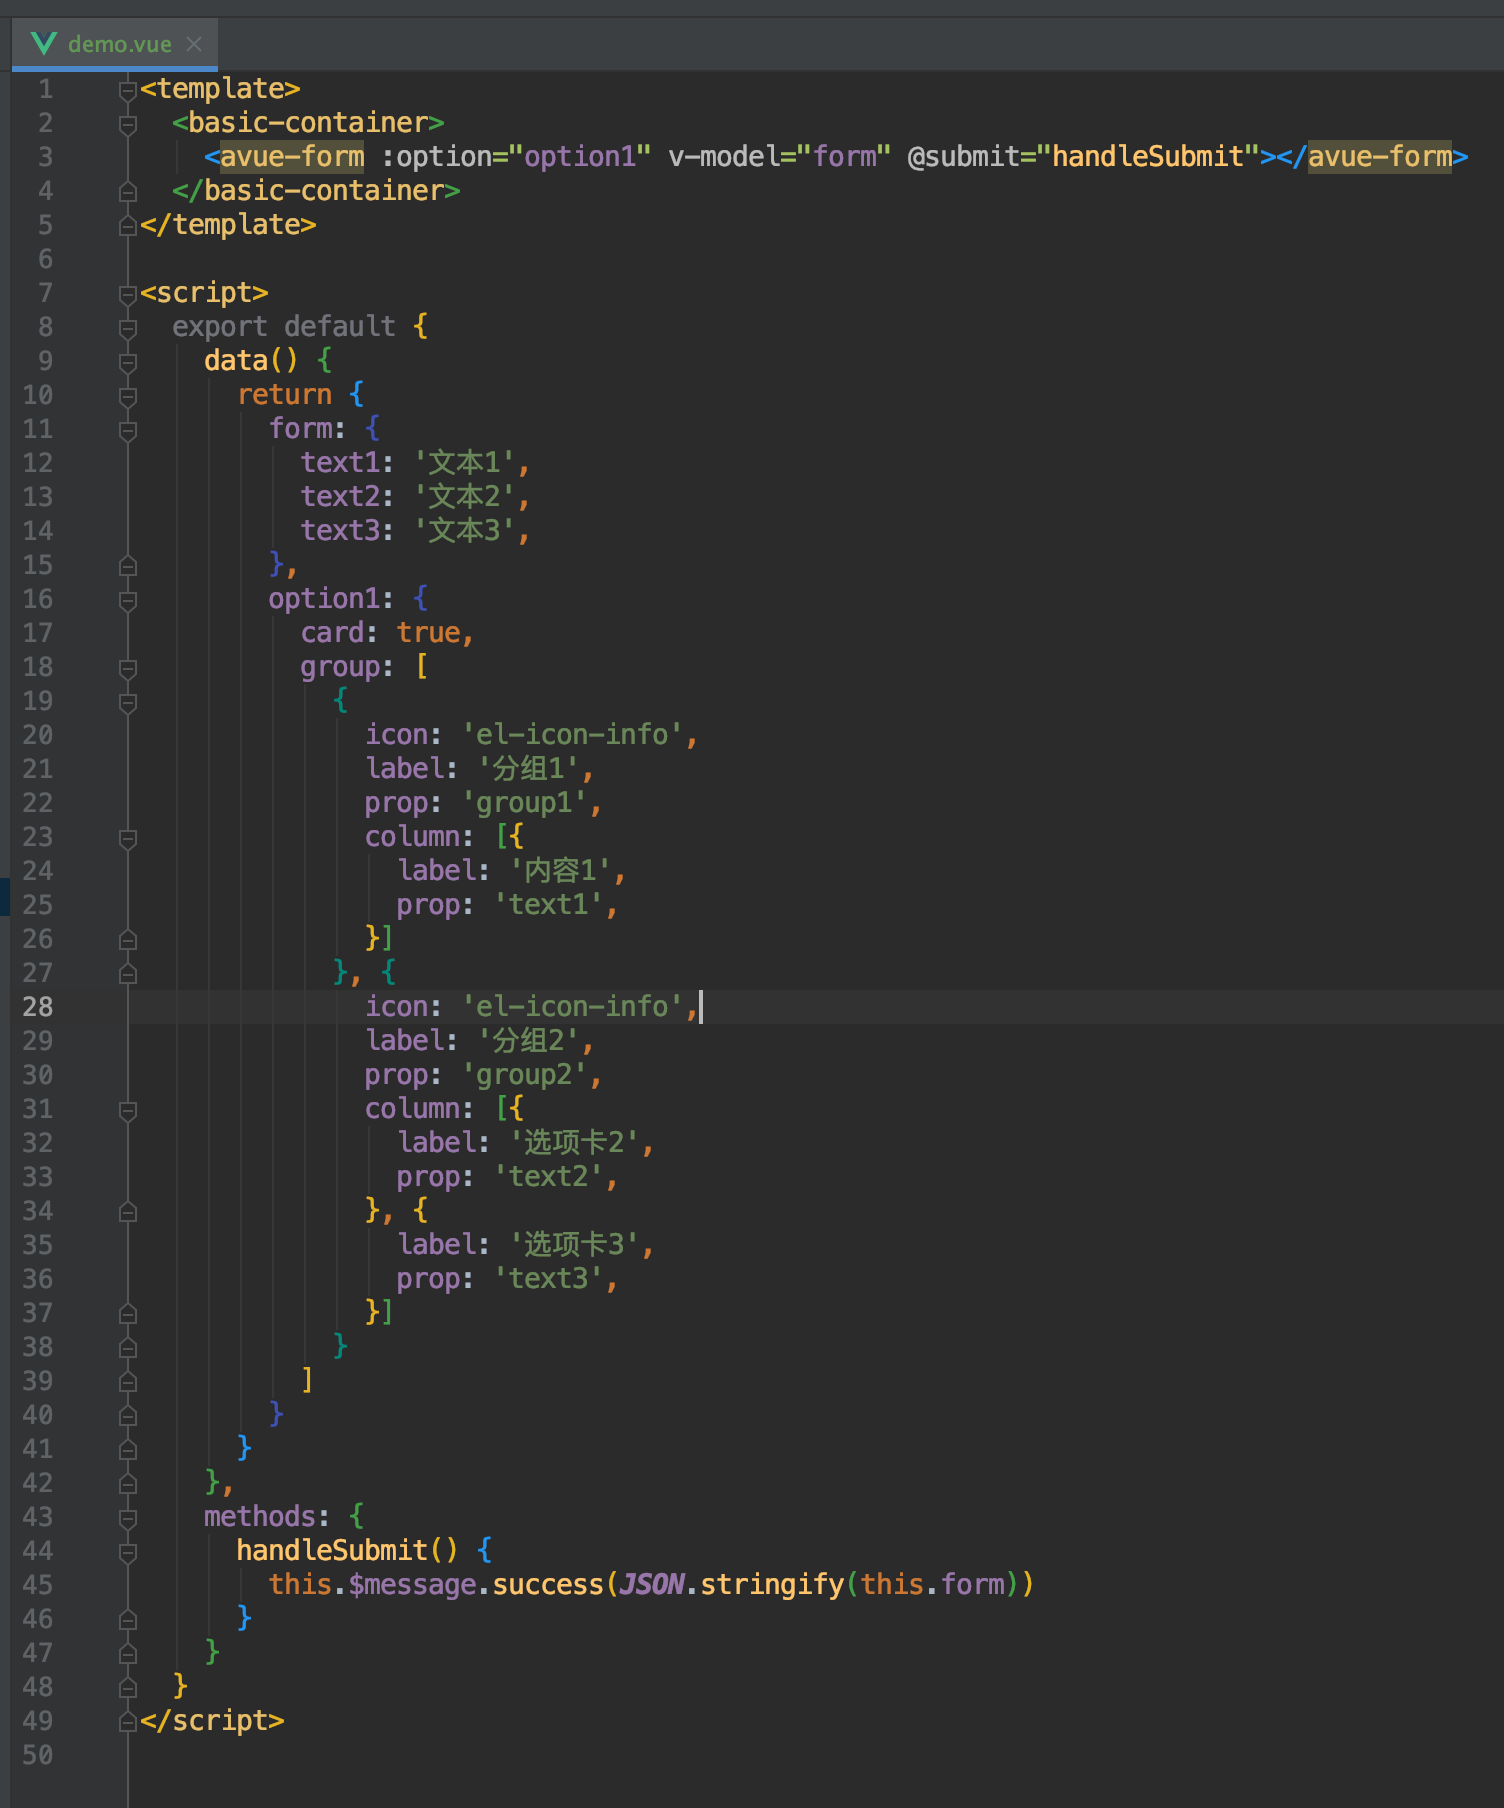 demo.vue
1 <template>
2   <basic-container>
3     <avue-form :option="option1" v-model="form" @submit="handleSubmit"></avue-form>
4   </basic-container>
5 </template>
6
7 <script>
8   export default {
9     data() {
10       return {
11         form: {
12           text1: '文本1',
13           text2: '文本2',
14           text3: '文本3',
15         },
16         option1: {
17           card: true,
18           group: [
19             {
20               icon: 'el-icon-info',
21               label: '分组1',
22               prop: 'group1',
23               column: [{
24                 label: '内容1',
25                 prop: 'text1',
26               }]
27             }, {
28               icon: 'el-icon-info',
29               label: '分组2',
30               prop: 'group2',
31               column: [{
32                 label: '选项卡2',
33                 prop: 'text2',
34               }, {
35                 label: '选项卡3',
36                 prop: 'text3',
37               }]
38             }
39           ]
40         }
41       }
42     },
43     methods: {
44       handleSubmit() {
45         this.$message.success(JSON.stringify(this.form))
46       }
47     }
48   }
49 </script>
50